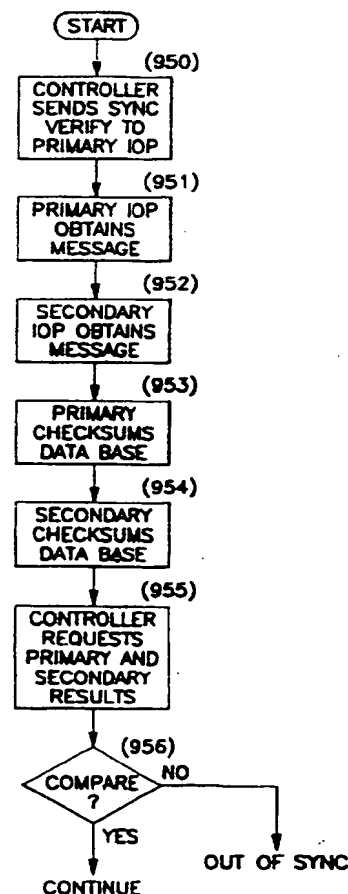 START
(950)
CONTROLLER
SENDS SYNC
VERIFY TO
PRIMARY IOP
(951)
PRIMARY IOP
OBTAINS
MESSAGE
(952)
SECONDARY
IOP OBTAINS
MESSAGE
(953)
PRIMARY
CHECKSUMS
DATA BASE
(954)
SECONDARY
CHECKSUMS
DATA BASE
(955)
CONTROLLER
REQUESTS
PRIMARY AND
SECONDARY
RESULTS
(956)
COMPARE
?
NO
YES
OUT OF SYNC
CONTINUE